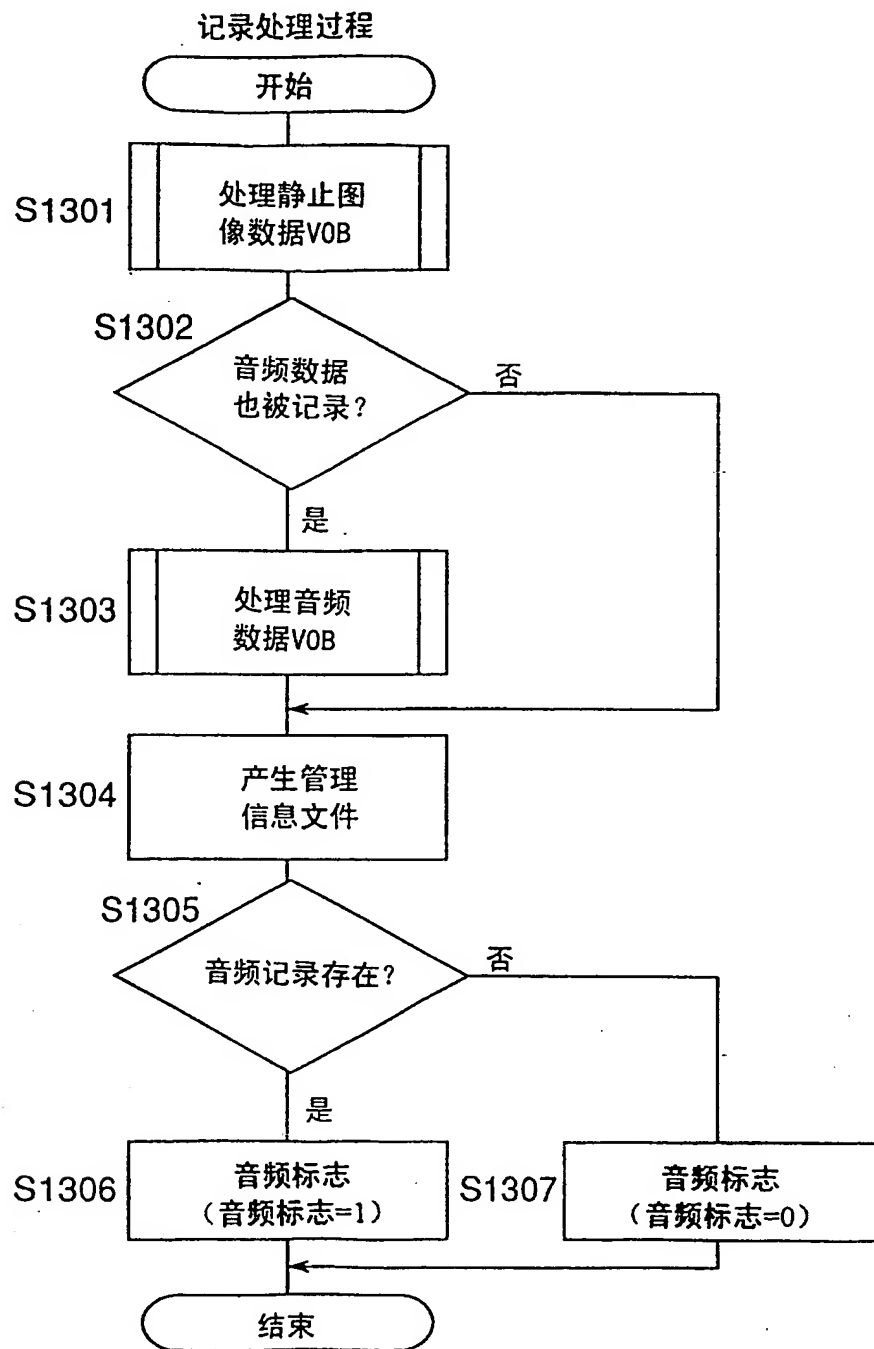 记录处理过程
开始
S1301
处理静止图
像数据VOB
S1302
音频数据
也被记录?
否
是
S1303
处理音频
数据VOB
S1304
产生管理
信息文件
S1305
音频记录存在?
否
是
S1306
音频标志
(音频标志=1)
S1307
音频标志
(音频标志=0)
结束